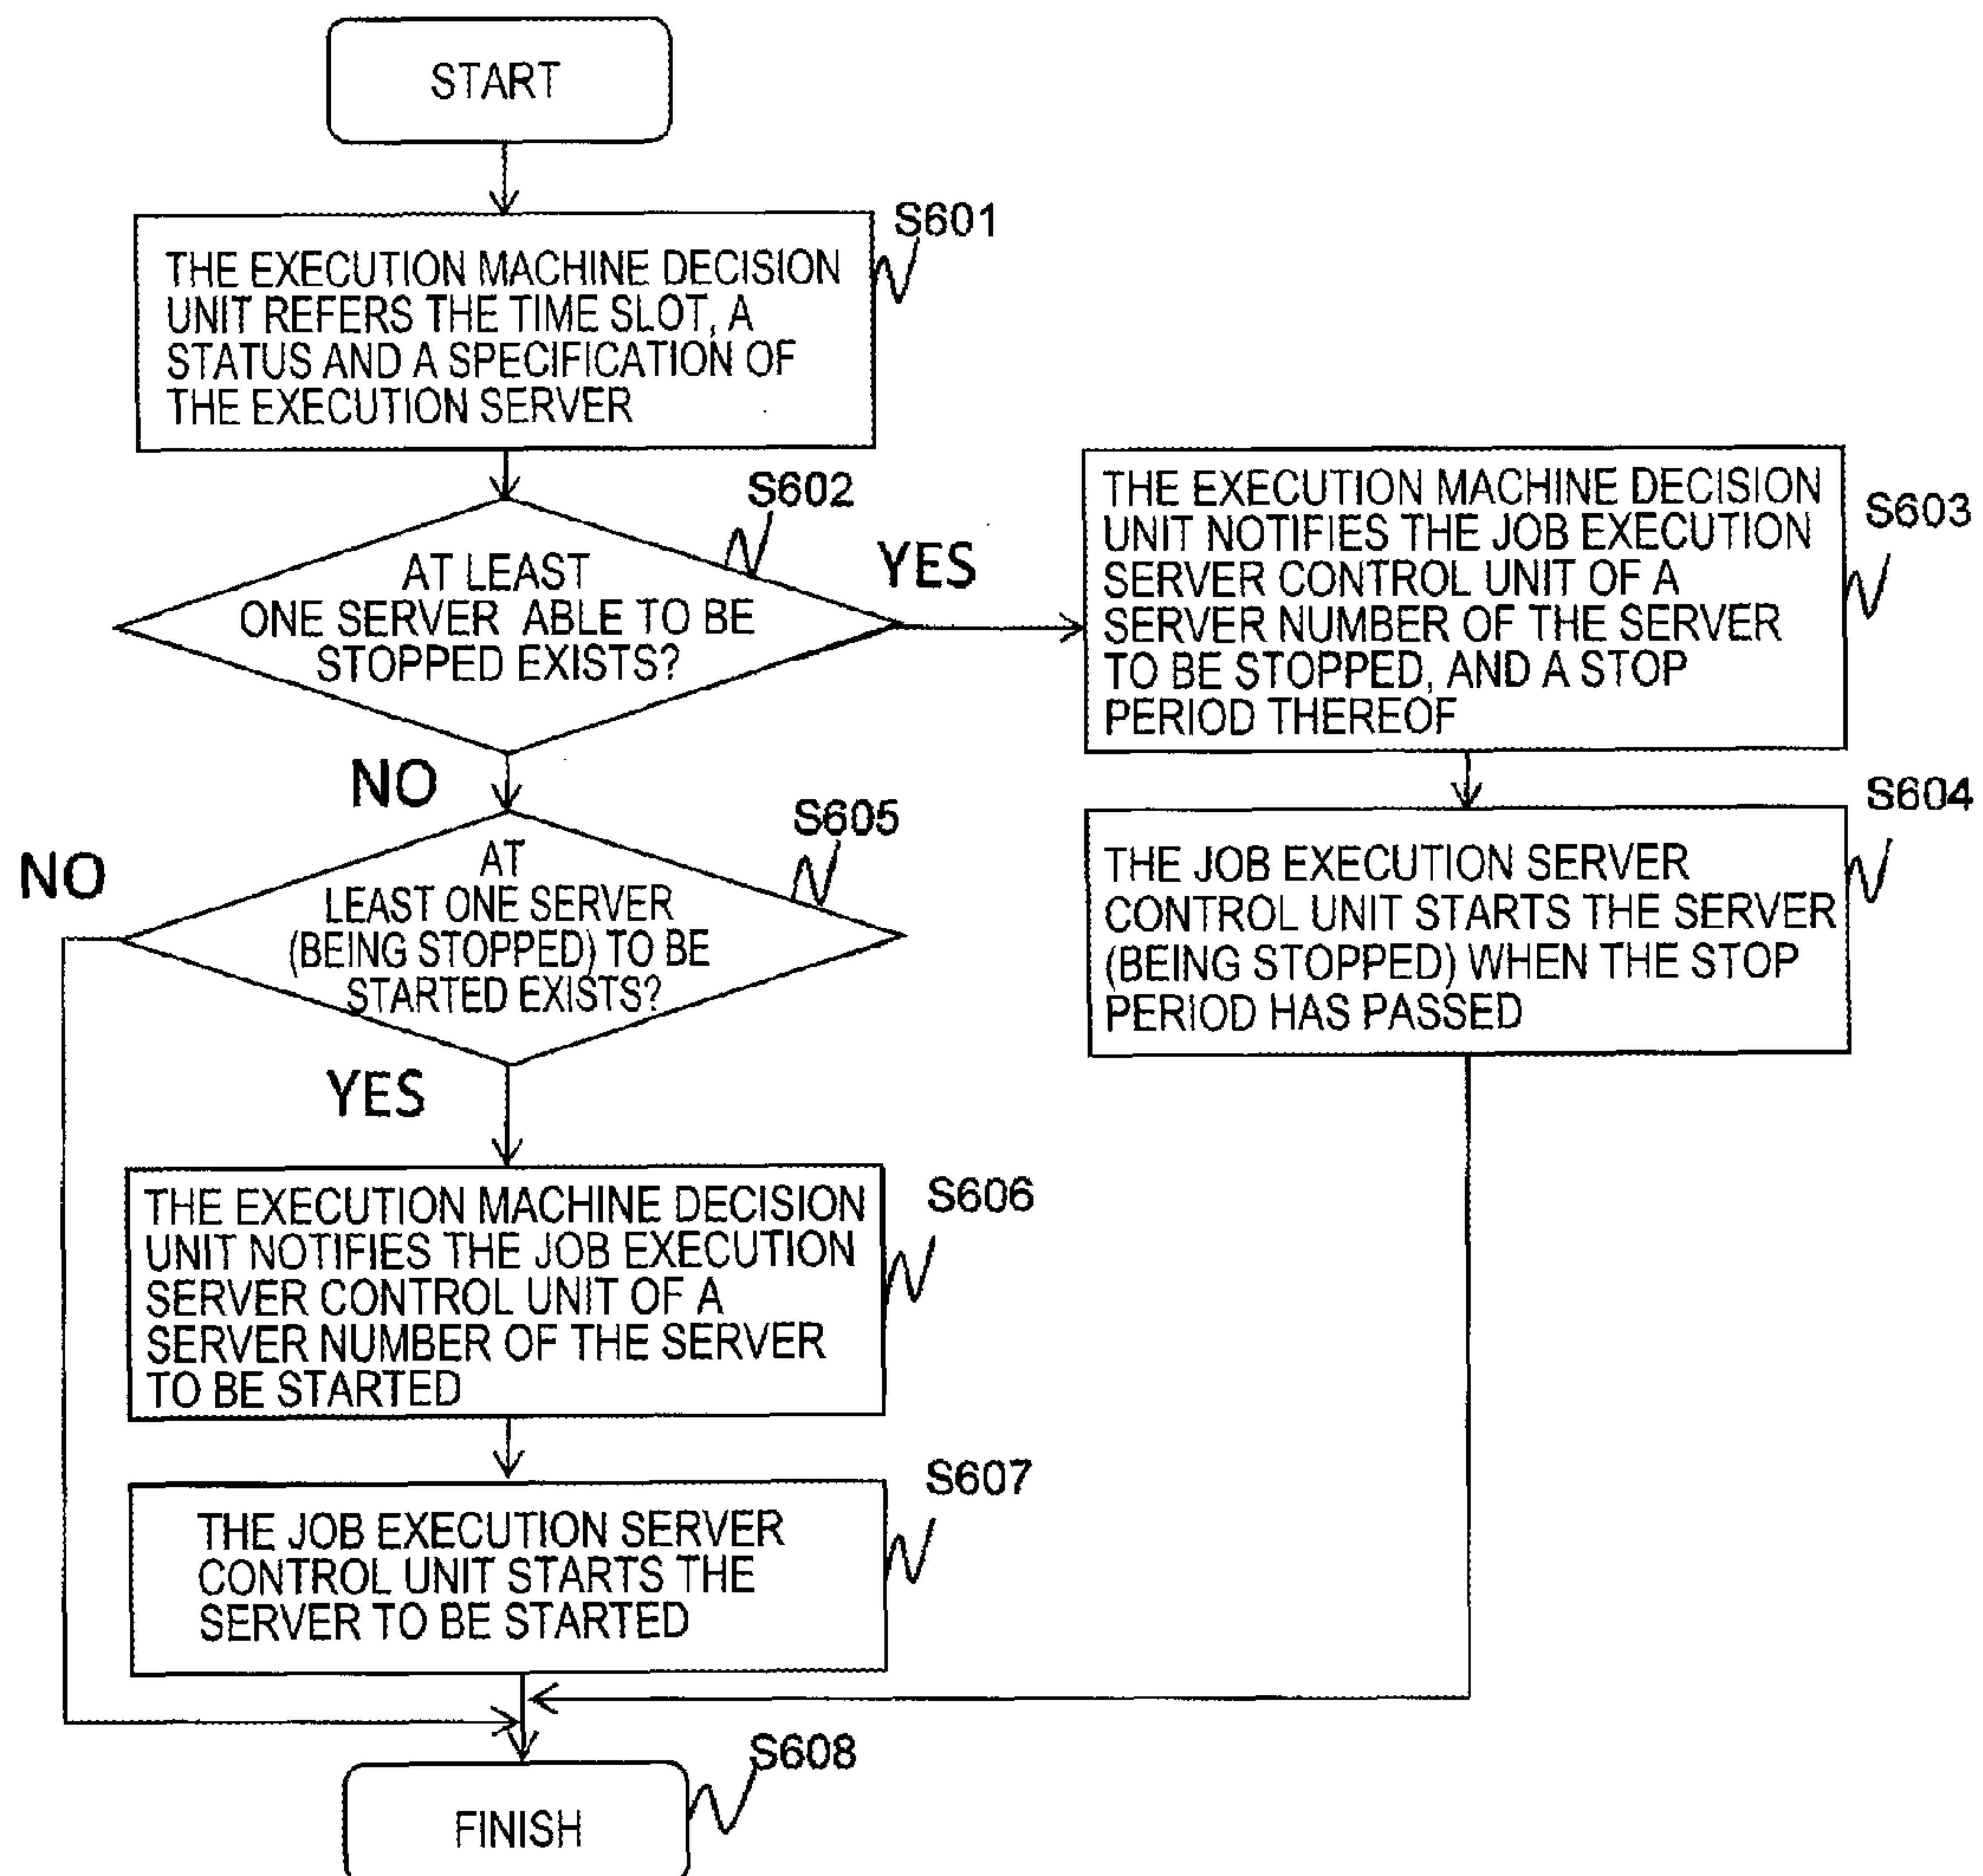 START
S601
THE EXECUTION MACHINE DECISION
UNIT REFERS THE TIME SLOT, A
STATUS AND A SPECIFICATION OF
THE EXECUTION SERVER
S602
AT LEAST
ONE SERVER ABLE TO BE
STOPPED EXISTS?
YES
NO
S603
THE EXECUTION MACHINE DECISION
UNIT NOTIFIES THE JOB EXECUTION
SERVER CONTROL UNIT OF A
SERVER NUMBER OF THE SERVER
TO BE STOPPED, AND A STOP
PERIOD THEREOF
S604
THE JOB EXECUTION SERVER
CONTROL UNIT STARTS THE SERVER
(BEING STOPPED) WHEN THE STOP
PERIOD HAS PASSED
S605
AT
LEAST ONE SERVER
(BEING STOPPED) TO BE
STARTED EXISTS?
NO
YES
S606
THE EXECUTION MACHINE DECISION
UNIT NOTIFIES THE JOB EXECUTION
SERVER CONTROL UNIT OF A
SERVER NUMBER OF THE SERVER
TO BE STARTED
S607
THE JOB EXECUTION SERVER
CONTROL UNIT STARTS THE
SERVER TO BE STARTED
S608
FINISH